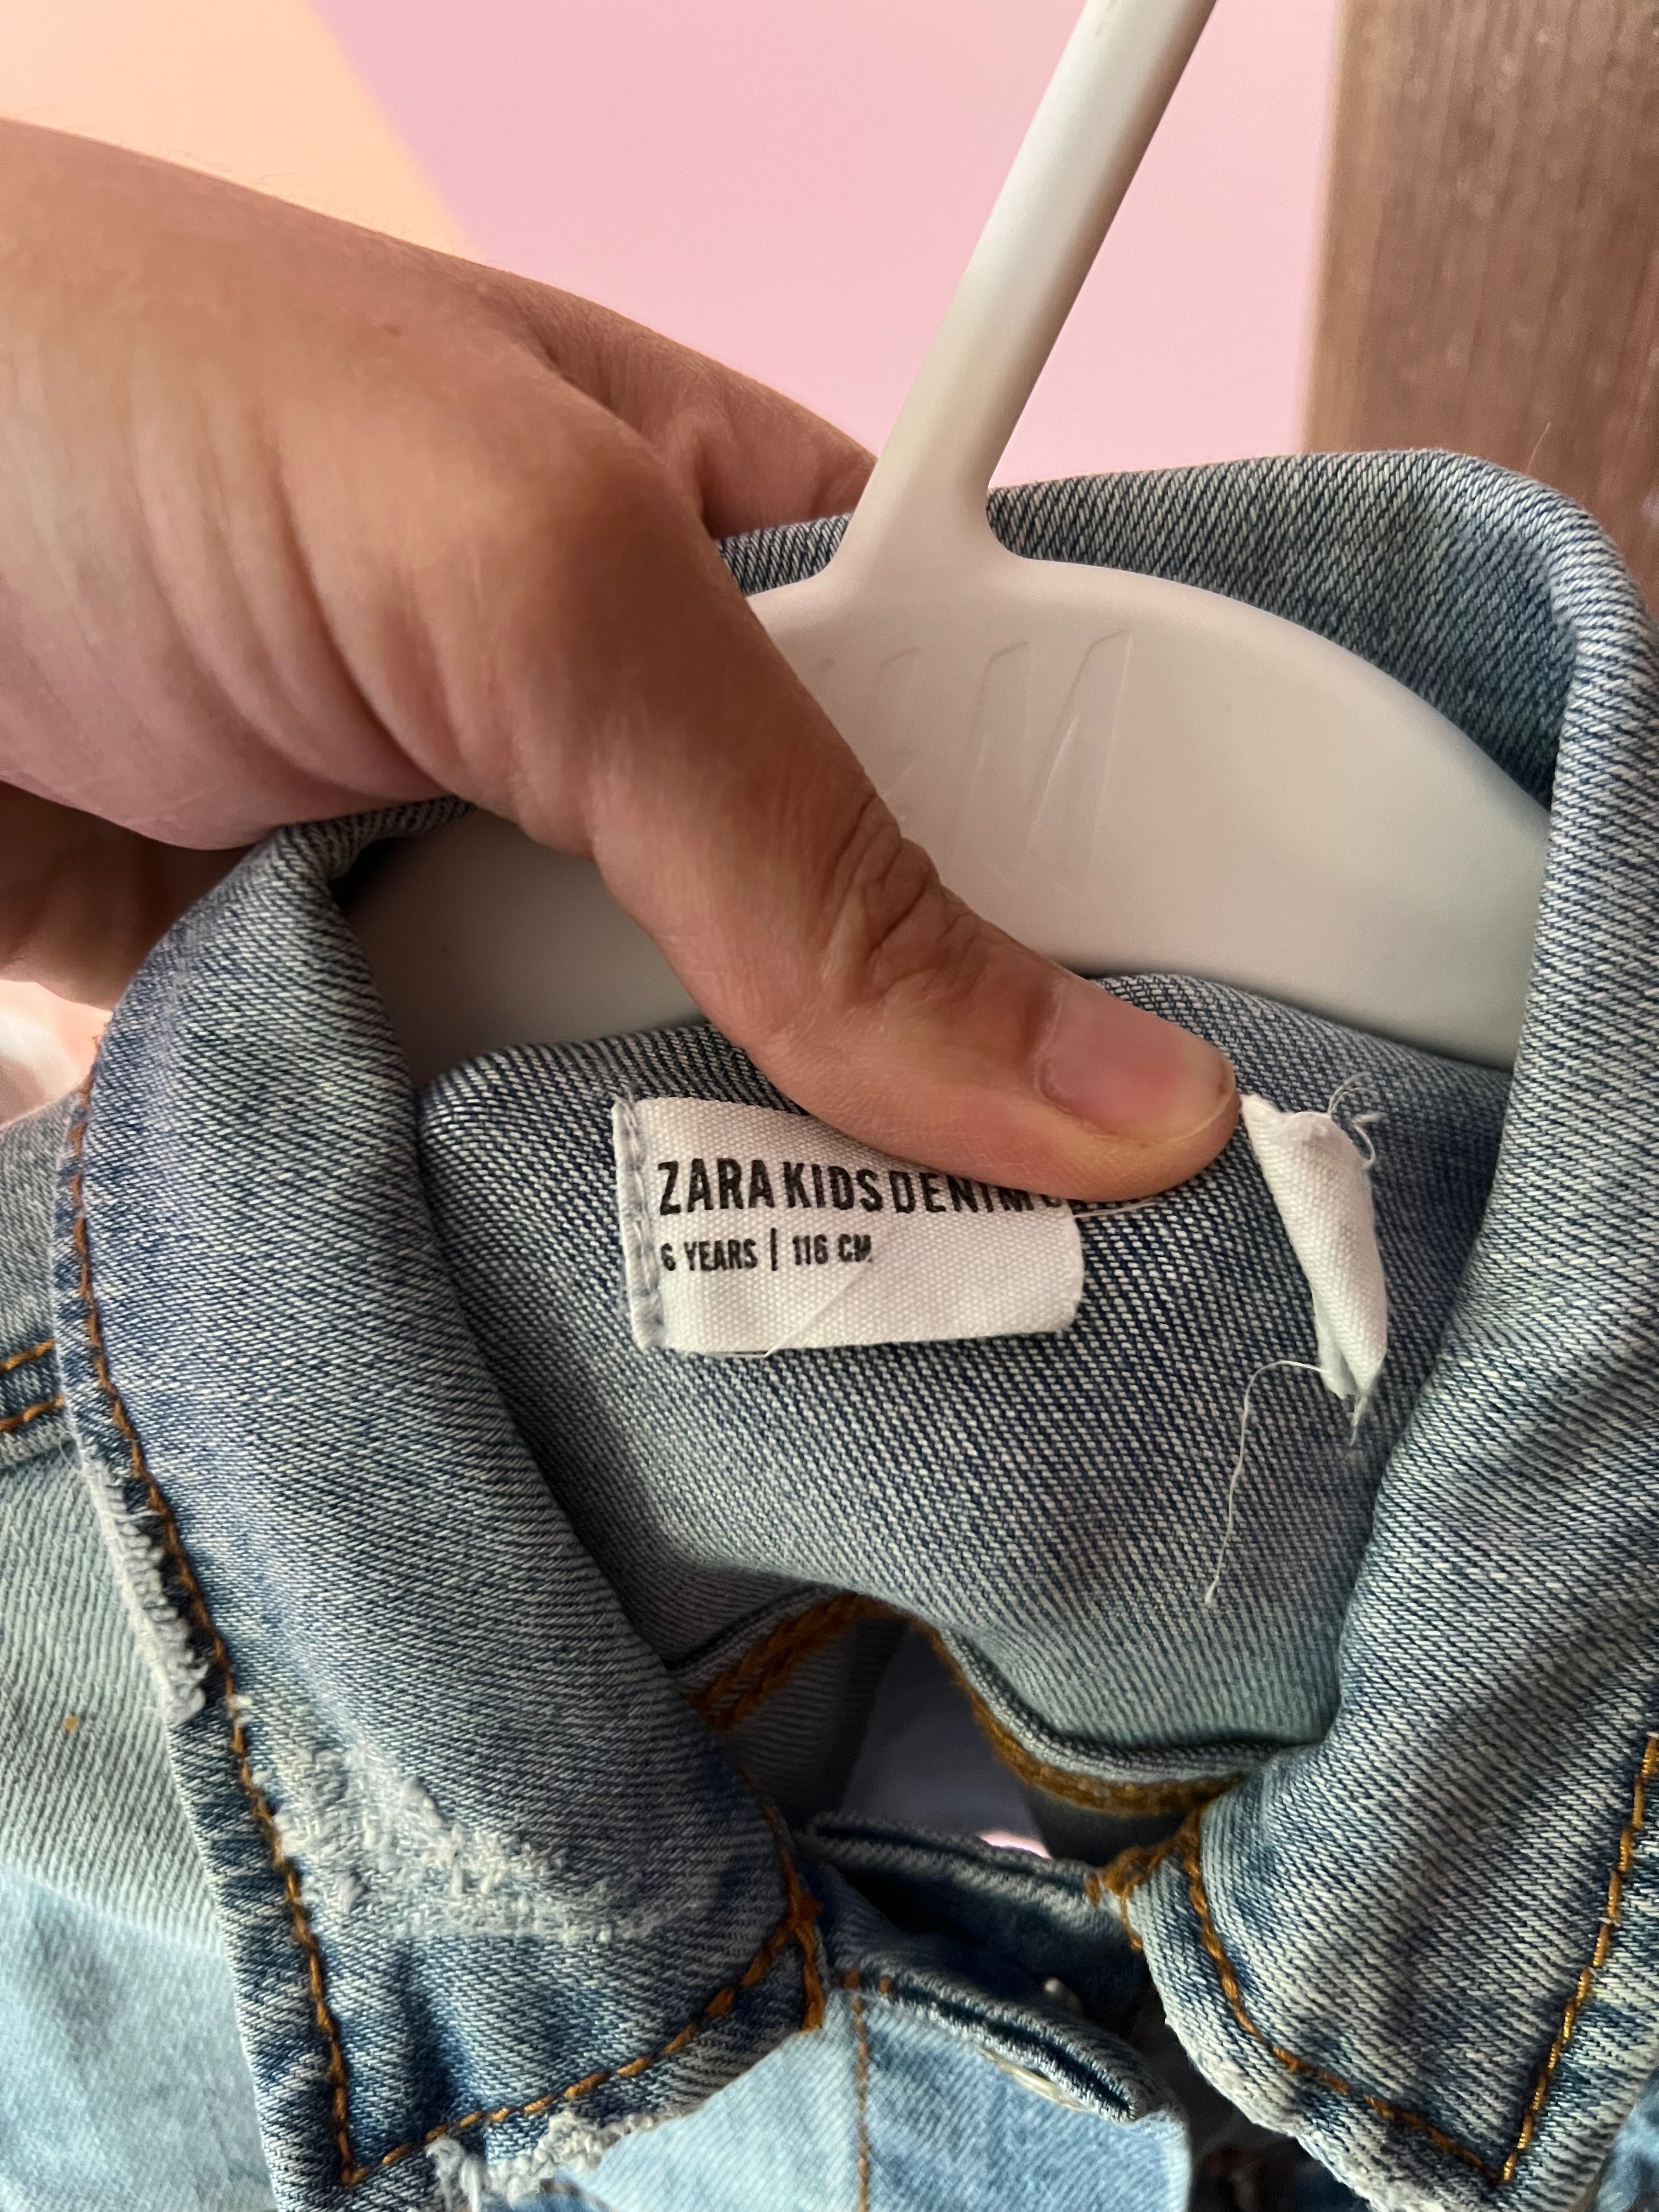 ZARA KIDS DENIM
6 YEARS | 116 CM